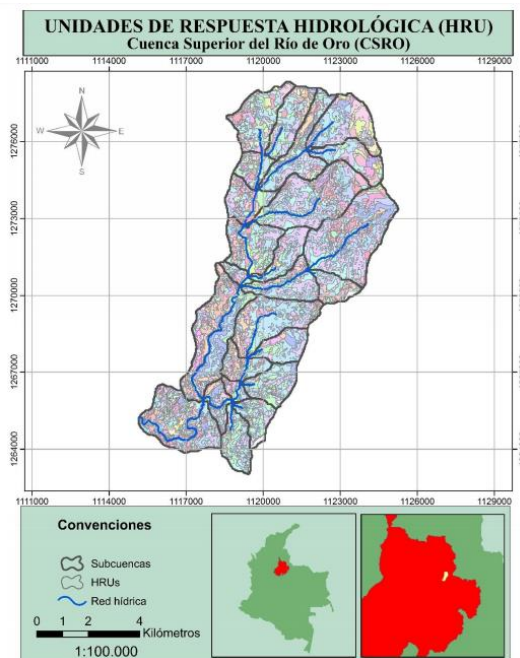 UNIDADES DE RESPUESTA HIDROLÓGICA (HRU)
Cuenca Superior del Río de Oro (CSRO)
1111000 1114000 1117000 1120000 1123000 1126000 1129000
N
W E
S
1276000
1273000
1270000
1267000
1264000
1111000 1114000 1117000 1120000 1123000 1126000 1129000
Convenciones
Subcuencas
HRUs
Red hídrica
0 1 2 4
Kilómetros
1:100.000